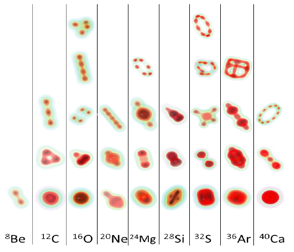 ⁸Be ¹²C ¹⁶O ²⁰Ne ²⁴Mg ²⁸Si ³²S ³⁶Ar ⁴⁰Ca